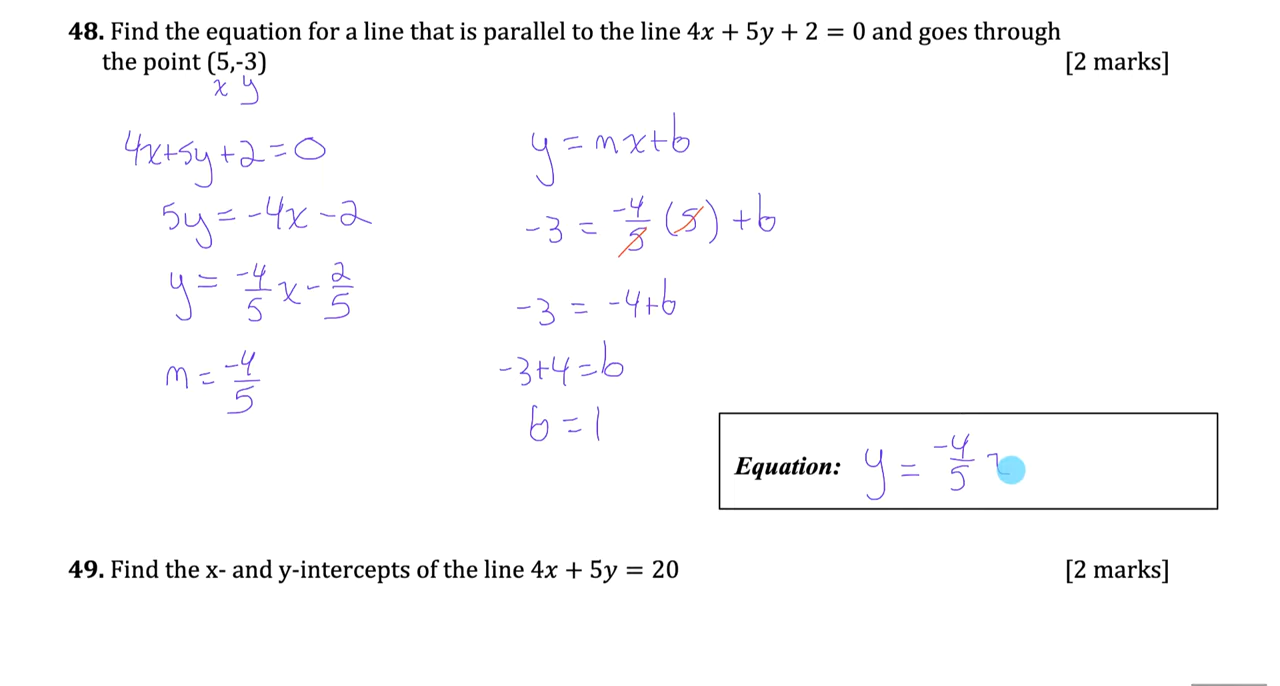 48. Find the equation for a line that is parallel to the line 4x + 5y + 2 = 0 and goes through
the point (5,-3) [2 marks]
x y
4x+5y+2=0
5y=-4x-2
y=-4/5x-2/5
m=-4/5
y=mx+b
-3=-4/5(5)+b
-3=-4+b
-3+4=b
b=1
Equation: y=-4/5
49. Find the x- and y-intercepts of the line 4x + 5y = 20 [2 marks]